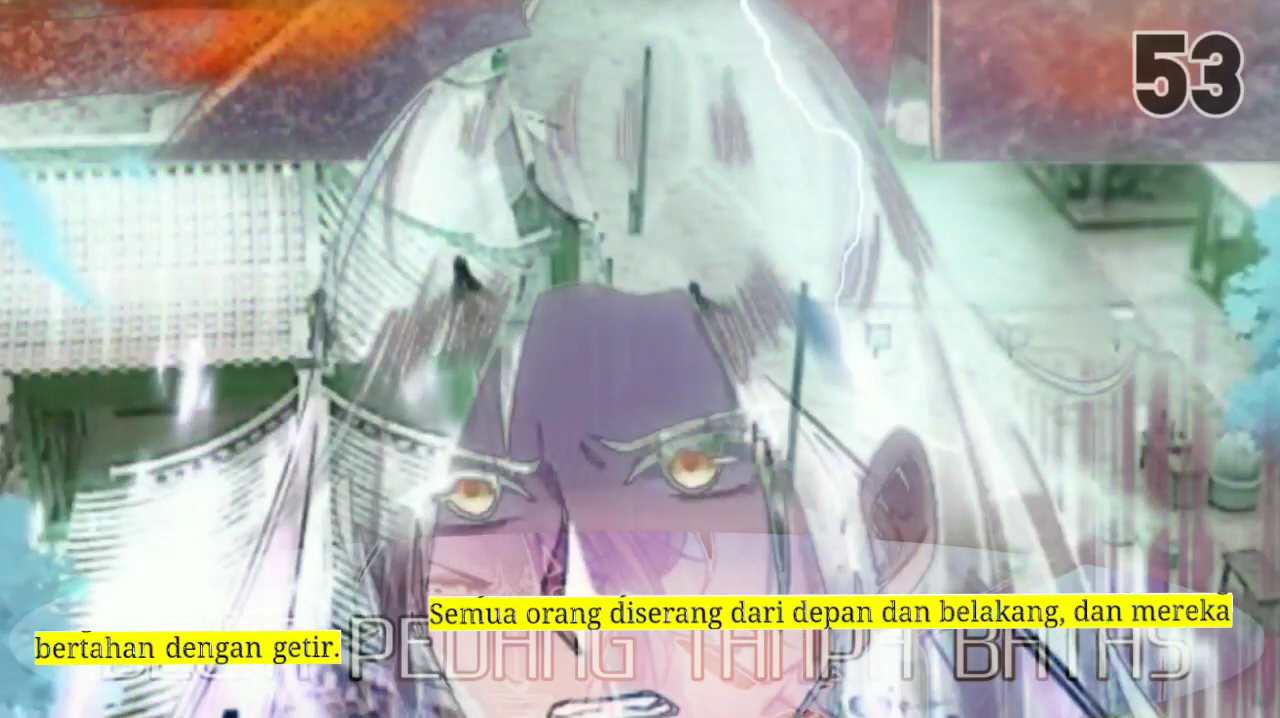 53
Semua orang diserang dari depan dan belakang, dan mereka
bertahan dengan getir.
PEDANG TANPA BATAS